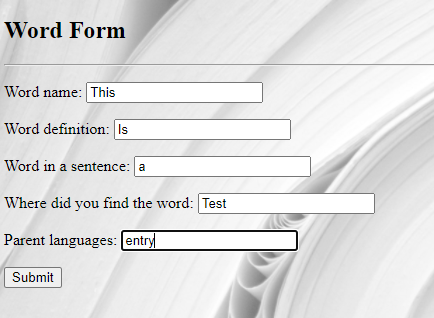 Word Form
Word name: This
Word definition: Is
Word in a sentence: a
Where did you find the word: Test
Parent languages: entry
Submit